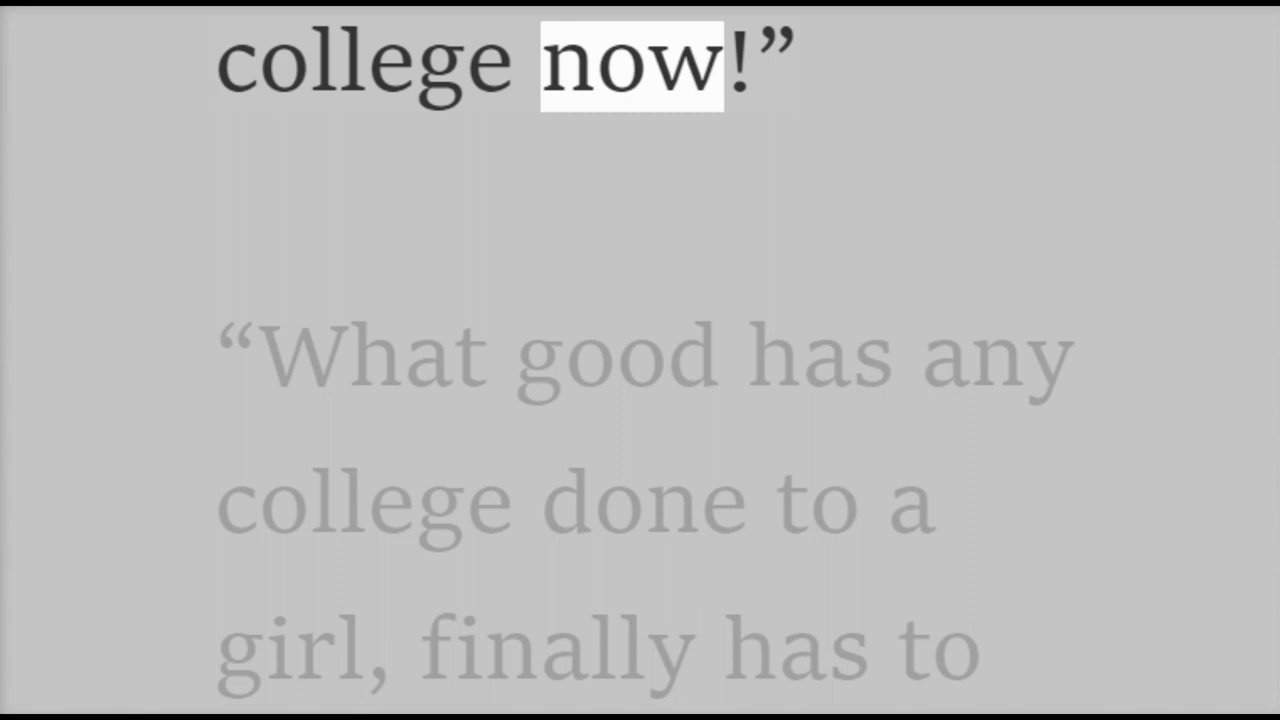 college now!”
“What good has any
college done to a
girl, finally has to